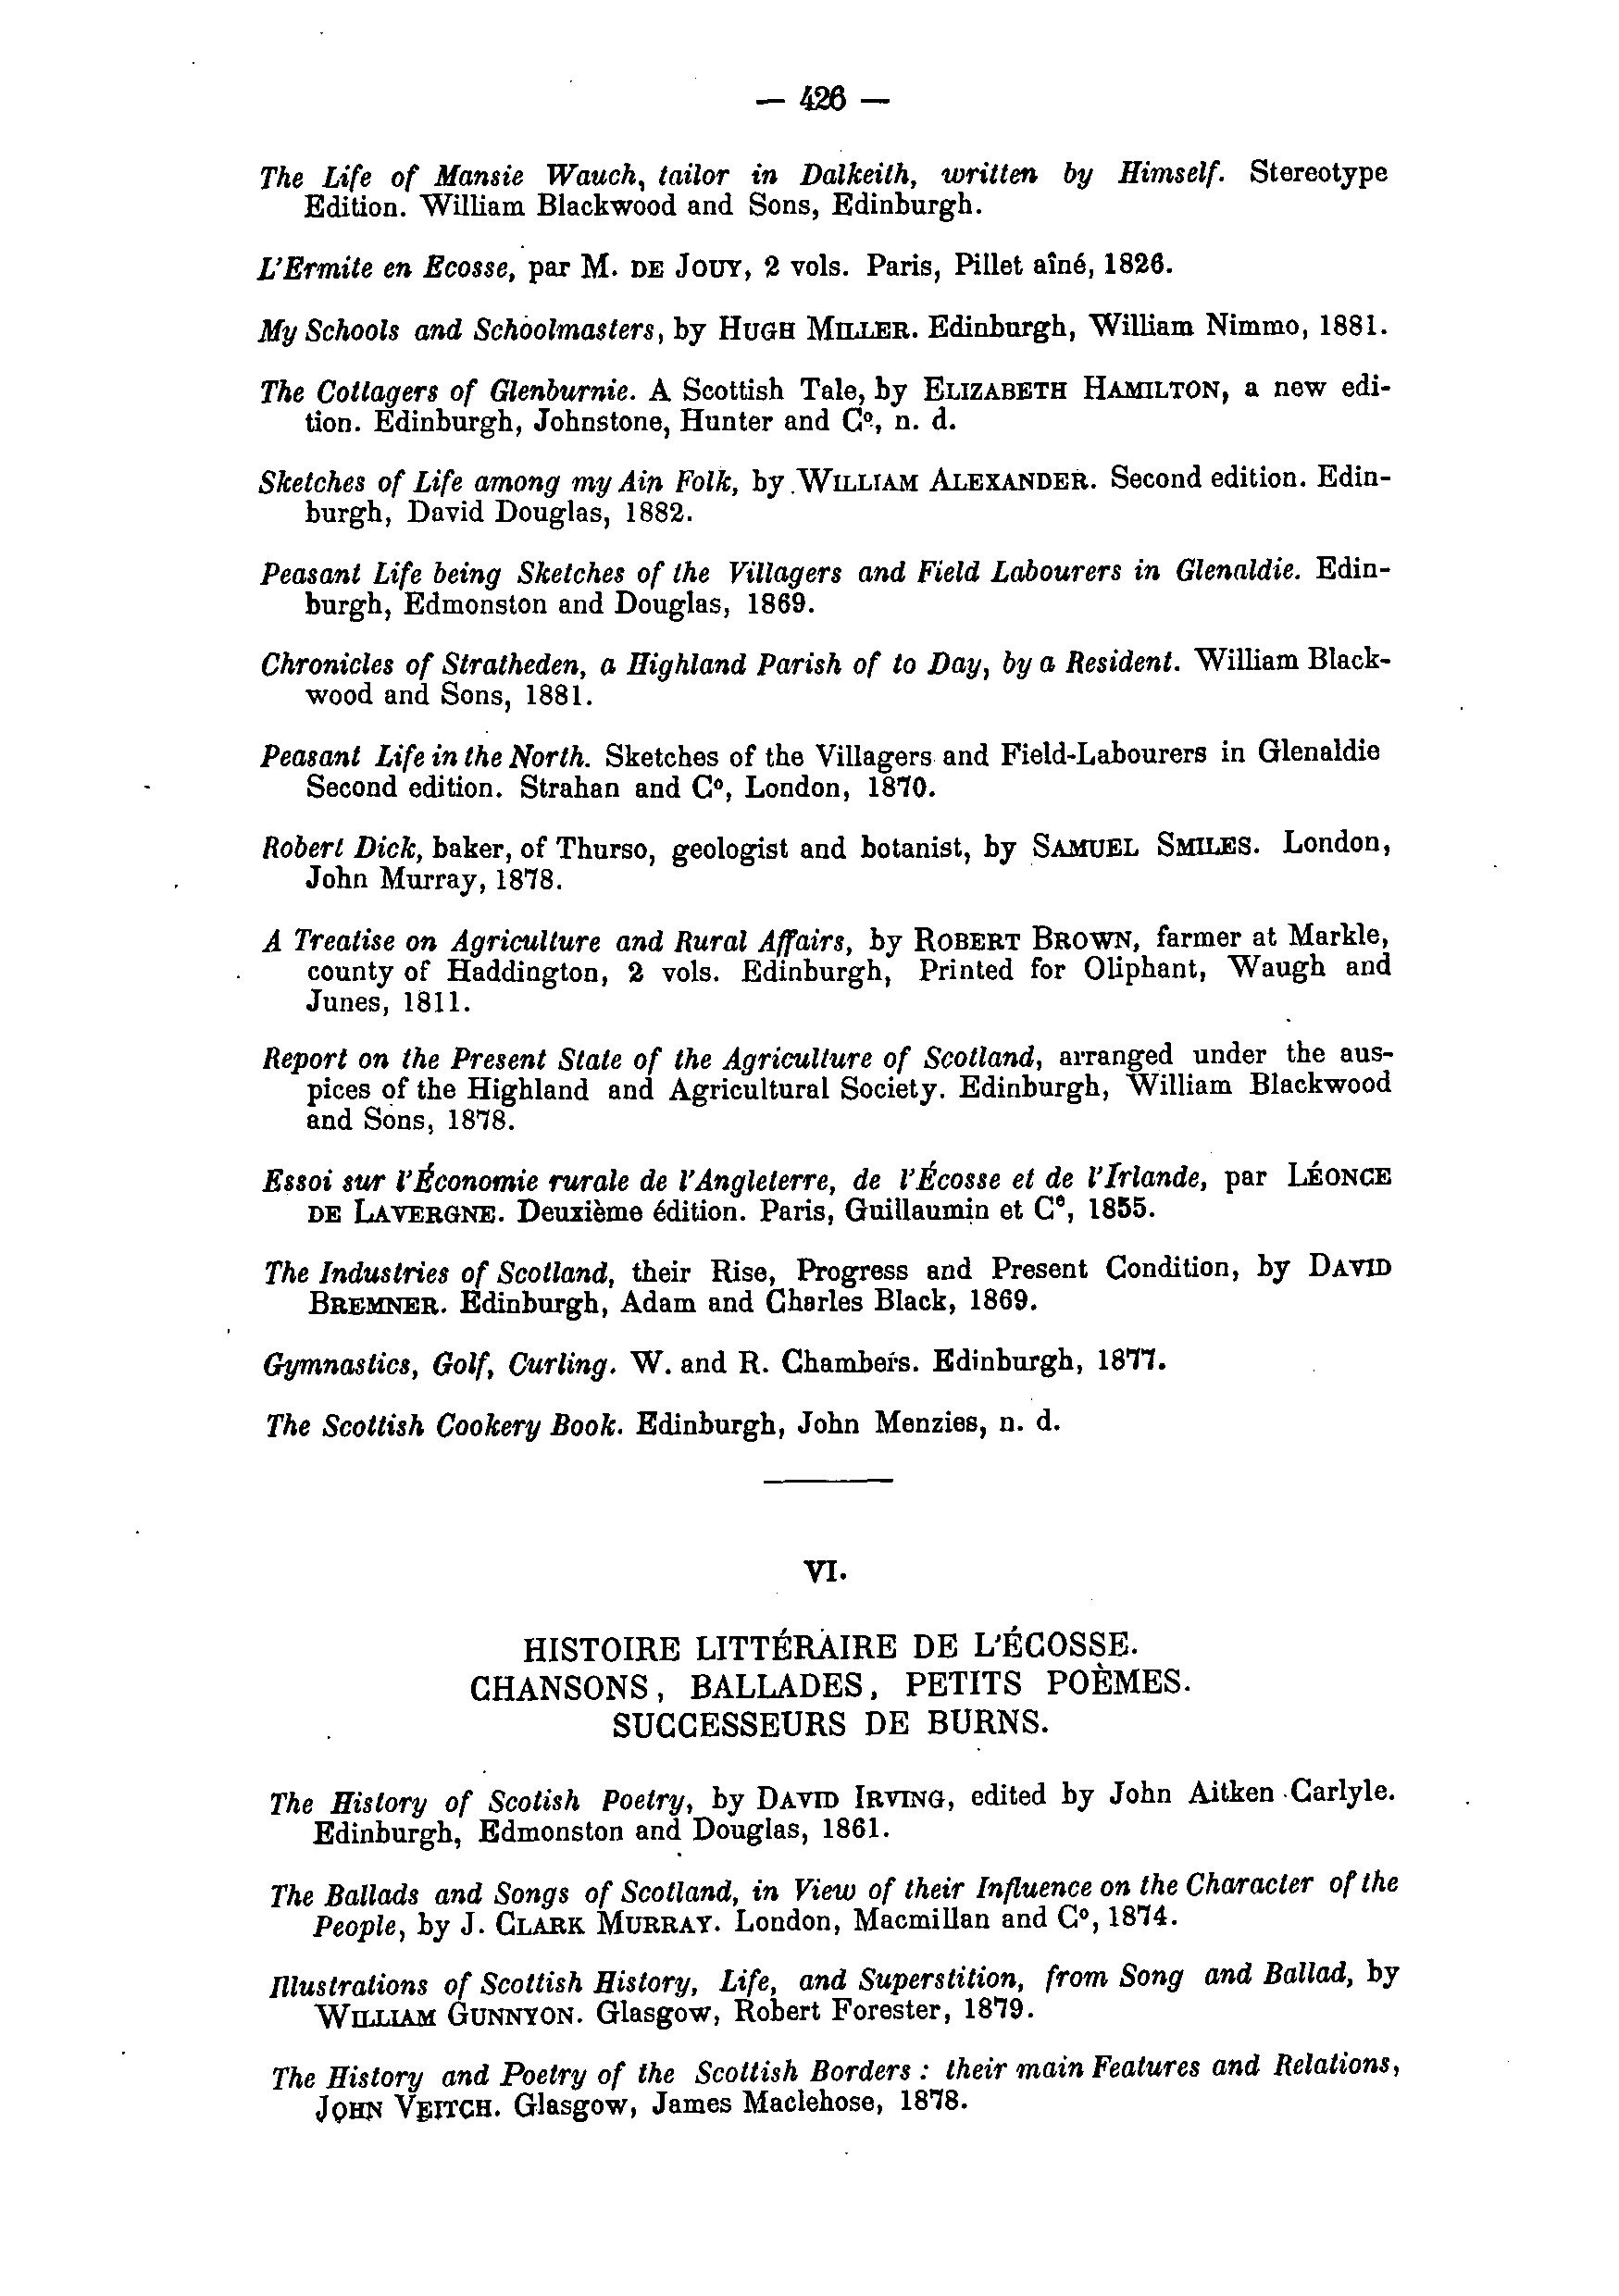 — 426 —
The Life of Mansie Wauch, tailor in Dalkeith, written by Himself. Stereotype
Edition. William Blackwood and Sons, Edinburgh.
L'Ermite en Ecosse, par M. DE JOUY, 2 vols. Paris, Pillet aîné, 1826.
My Schools and Schoolmasters, by HUGH MILLER. Edinburgh, William Nimmo, 1881.
The Cottagers of Glenburnie. A Scottish Tale, by ELIZABETH HAMILTON, a new edi-
tion. Edinburgh, Johnstone, Hunter and Cº, n. d.
Sketches of Life among my Ain Folk, by WILLIAM ALEXANDER. Second edition. Edin-
burgh, David Douglas, 1882.
Peasant Life being Sketches of the Villagers and Field Labourers in Glenaldie. Edin-
burgh, Edmonston and Douglas, 1869.
Chronicles of Stratheden, a Highland Parish of to Day, by a Resident. William Black-
wood and Sons, 1881.
Peasant Life in the North. Sketches of the Villagers and Field-Labourers in Glenaldie
Second edition. Strahan and Cº, London, 1870.
Robert Dick, baker, of Thurso, geologist and botanist, by SAMUEL SMILES. London,
John Murray, 1878.
A Treatise on Agriculture and Rural Affairs, by ROBERT BROWN, farmer at Markle,
county of Haddington, 2 vols. Edinburgh, Printed for Oliphant, Waugh and
Junes, 1811.
Report on the Present State of the Agriculture of Scotland, arranged under the aus-
pices of the Highland and Agricultural Society. Edinburgh, William Blackwood
and Sons, 1878.
Essoi sur l'Économie rurale de l'Angleterre, de l'Écosse et de l'Irlande, par LÉONCE
DE LAVERGNE. Deuxième édition. Paris, Guillaumin et Cᵉ, 1855.
The Industries of Scotland, their Rise, Progress and Present Condition, by DAVID
BREMNER. Edinburgh, Adam and Charles Black, 1869.
Gymnastics, Golf, Curling. W. and R. Chambers. Edinburgh, 1877.
The Scottish Cookery Book. Edinburgh, John Menzies, n. d.
VI.
HISTOIRE LITTÉRAIRE DE L'ÉCOSSE.
CHANSONS, BALLADES, PETITS POÈMES.
SUCCESSEURS DE BURNS.
The History of Scotish Poetry, by DAVID IRVING, edited by John Aitken Carlyle.
Edinburgh, Edmonston and Douglas, 1861.
The Ballads and Songs of Scotland, in View of their Influence on the Character of the
People, by J. CLARK MURRAY. London, Macmillan and Cº, 1874.
Illustrations of Scottish History, Life, and Superstition, from Song and Ballad, by
WILLIAM GUNNYON. Glasgow, Robert Forester, 1879.
The History and Poetry of the Scottish Borders : their main Features and Relations,
JOHN VEITCH. Glasgow, James Maclehose, 1878.